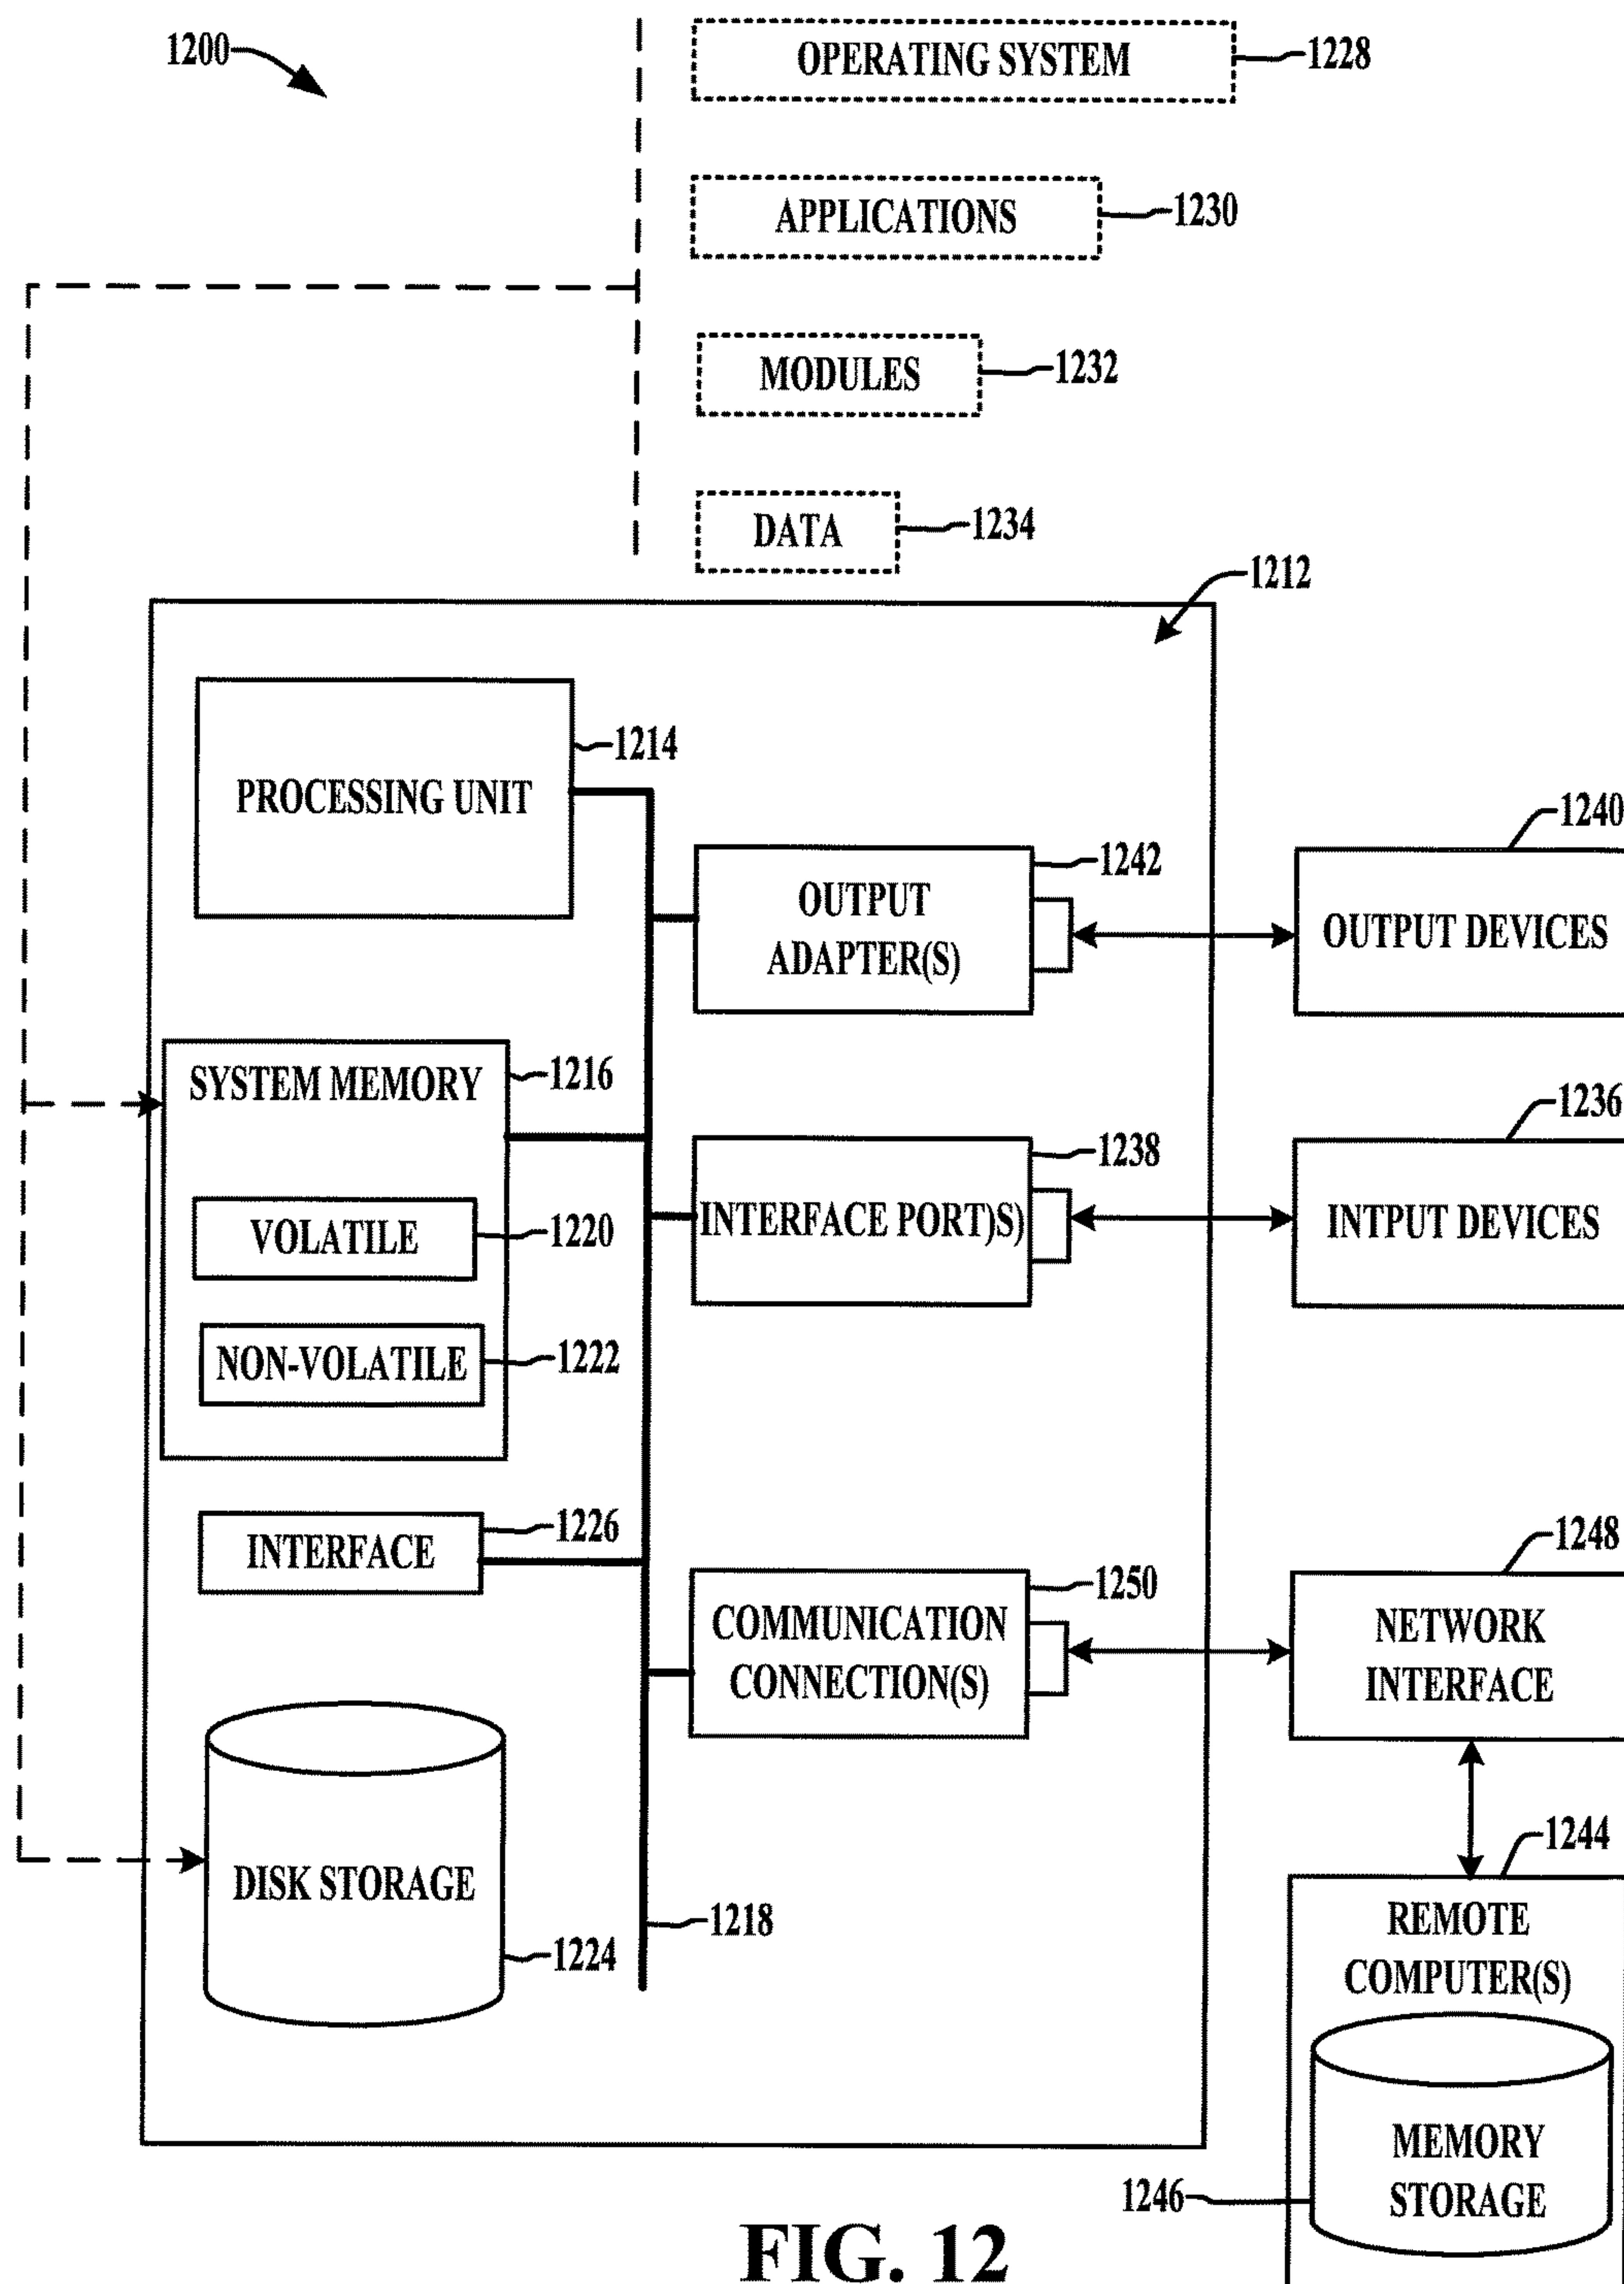 1200
OPERATING SYSTEM
1228
APPLICATIONS
1230
MODULES
1232
DATA
1234
1212
PROCESSING UNIT
1214
OUTPUT
ADAPTER(S)
1242
1240
OUTPUT DEVICES
SYSTEM MEMORY
1216
VOLATILE
1220
NON-VOLATILE
1222
INTERFACE PORT)S)
1238
1236
INTPUT DEVICES
INTERFACE
1226
COMMUNICATION
CONNECTION(S)
1250
1248
NETWORK
INTERFACE
DISK STORAGE
1224
1218
1244
REMOTE
COMPUTER(S)
MEMORY
STORAGE
1246
FIG. 12